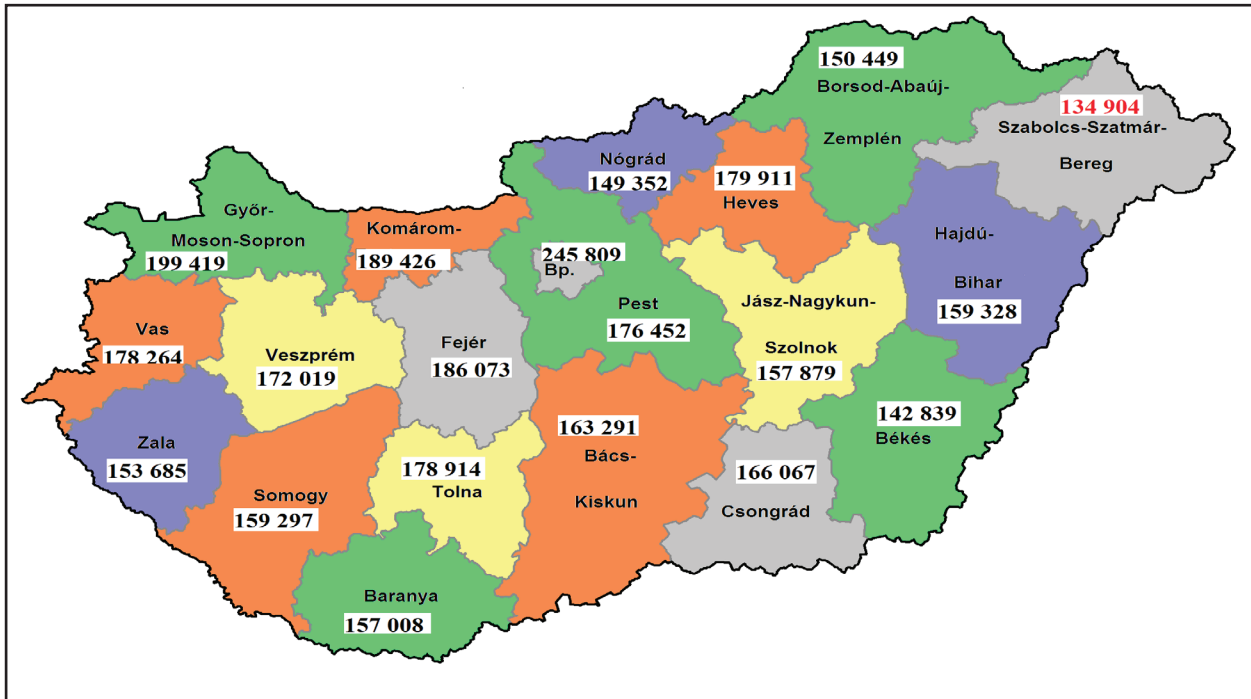 150 449
Borsod-Abaúj-
Zemplén
134 904
Szabolcs-Szatmár-
Bereg
Nógrád
149 352
179 911
Heves
Győr-
Moson-Sopron
199 419
Komárom-
189 426
245 809
Bp.
Pest
176 452
Hajdú-
Bihar
159 328
Jász-Nagykun-
Szolnok
157 879
Vas
178 264
Veszprém
172 019
Fejér
186 073
142 839
Békés
163 291
Bács-
Kiskun
Zala
153 685
178 914
Tolna
166 067
Csongrád
Somogy
159 297
Baranya
157 008